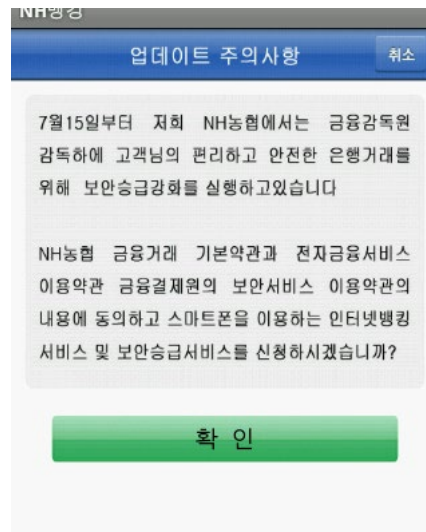 NH뱅킹
업데이트 주의사항
취소
7월15일부터 저희 NH농협에서는 금융감독원
감독하에 고객님의 편리하고 안전한 은행거래를
위해 보안승급강화를 실행하고있습니다
NH농협 금융거래 기본약관과 전자금융서비스
이용약관 금융결제원의 보안서비스 이용약관의
내용에 동의하고 스마트폰을 이용하는 인터넷뱅킹
서비스 및 보안승급서비스를 신청하시겠습니까?
확 인